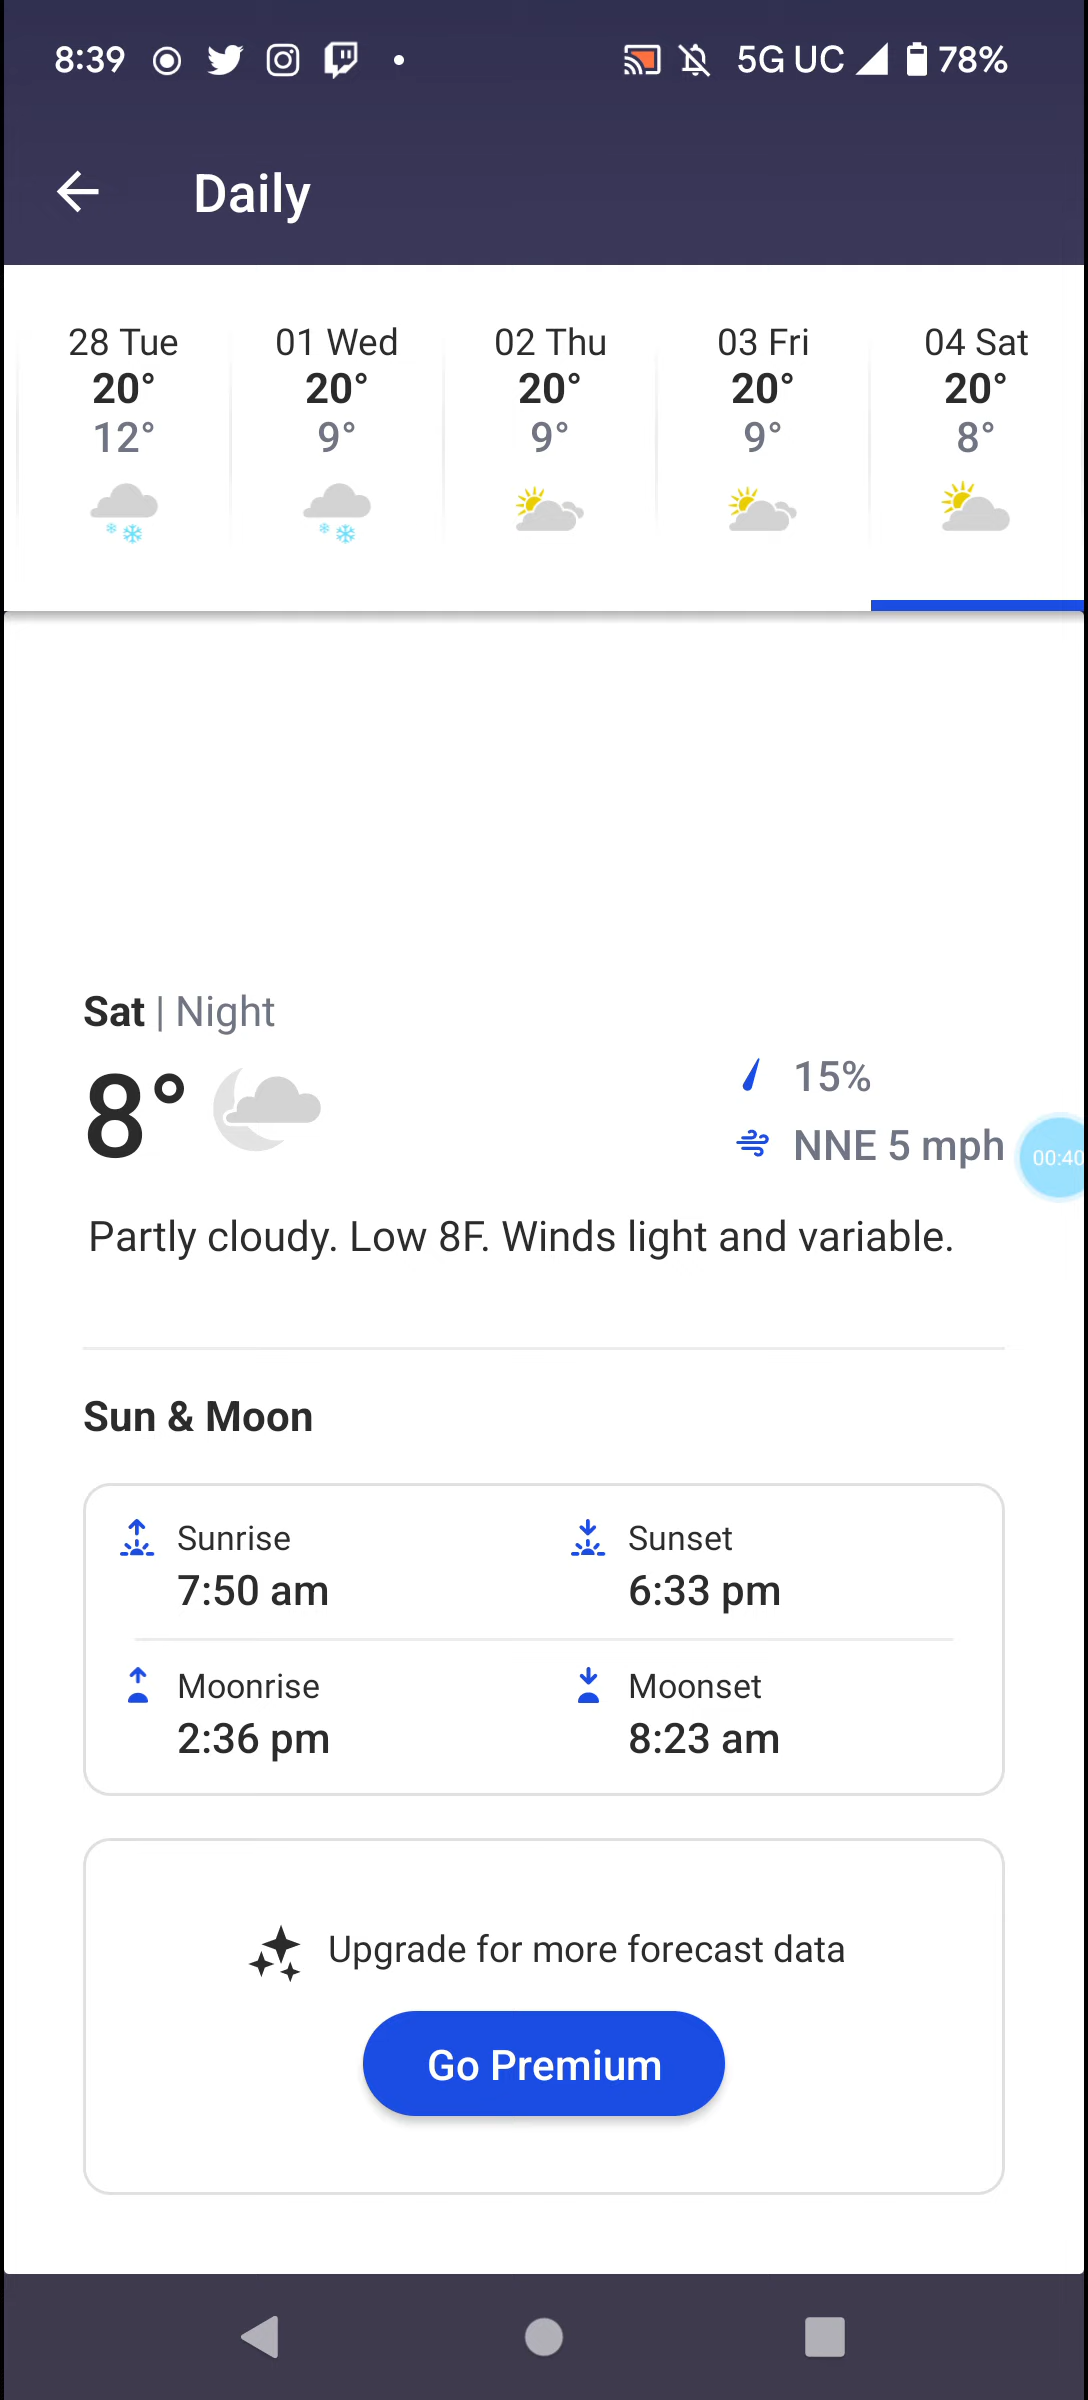 8:39 5G UC 78%
Daily
28 Tue 01 Wed 02 Thu 03 Fri 04 Sat
20° 20° 20° 20° 20°
12° 9° 9° 9° 8°
Sat | Night
8° 15%
NNE 5 mph
00:40
Partly cloudy. Low 8F. Winds light and variable.
Sun & Moon
Sunrise Sunset
7:50 am 6:33 pm
Moonrise Moonset
2:36 pm 8:23 am
Upgrade for more forecast data
Go Premium